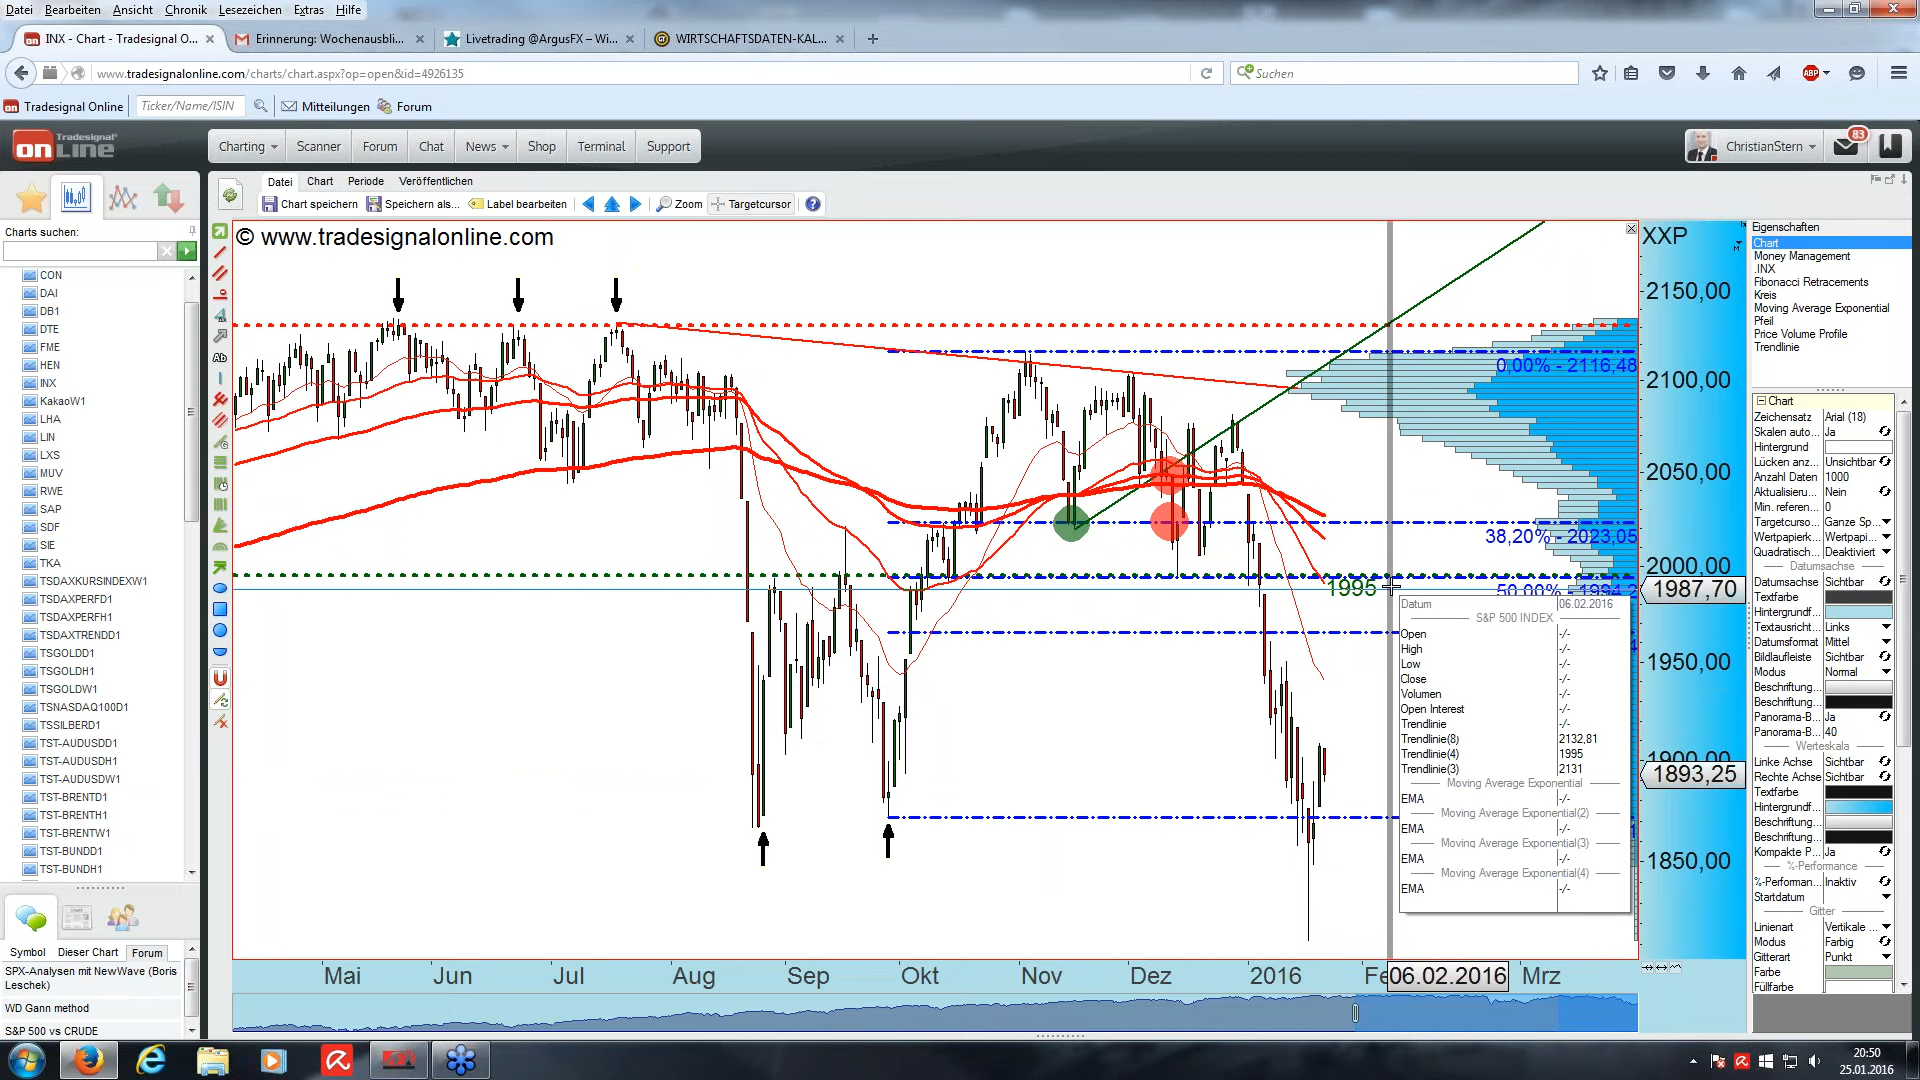 Datei Bearbeiten Ansicht Chronik Lesezeichen Extras Hilfe
INX - Chart - Tradesignal O...
Erinnerung: Wochenausbli...
Livetrading @ArgusFX – Wi...
WIRTSCHAFTSDATEN-KAL...
www.tradesignalonline.com/charts/chart.aspx?op=open&id=4926135
Suchen
ABP
Tradesignal Online
Ticker/Name/ISIN
Mitteilungen
Forum
Tradesignal
on LINE
Charting Scanner Forum Chat News Shop Terminal Support
ChristianStern
83
Datei Chart Periode Veröffentlichen
Chart speichern Speichern als... Label bearbeiten Zoom Targetcursor
Charts suchen:
CON
DAI
DB1
DTE
FME
HEN
INX
KakaoW1
LHA
LIN
LXS
MUV
RWE
SAP
SDF
SIE
TKA
TSDAXKURSINDEXW1
TSDAXPERFD1
TSDAXPERFH1
TSDAXTRENDD1
TSGOLDD1
TSGOLDH1
TSGOLDW1
TSNASDAQ100D1
TSSILBERD1
TST-AUDUSDD1
TST-AUDUSDH1
TST-AUDUSDW1
TST-BRENTD1
TST-BRENTH1
TST-BRENTW1
TST-BUNDD1
TST-BUNDH1
Symbol Dieser Chart Forum
SPX-Analysen mit NewWave (Boris
Leschek)
WD Gann method
S&P 500 vs CRUDE
Ab
© www.tradesignalonline.com
0,00% - 2116,48
38,20% - 2023,05
1995
Datum 06.02.2016
S&P 500 INDEX
Open -/-
High -/-
Low -/-
Close -/-
Volumen -/-
Open Interest -/-
Trendlinie -/-
Trendlinie(8) 2132,81
Trendlinie(4) 1995
Trendlinie(3) 2131
Moving Average Exponential
EMA -/-
Moving Average Exponential(2)
EMA -/-
Moving Average Exponential(3)
EMA -/-
Moving Average Exponential(4)
EMA -/-
XXP
2150,00
2100,00
2050,00
2000,00
1987,70
1950,00
1893,25
1850,00
Mai Jun Jul Aug Sep Okt Nov Dez 2016 Fe 06.02.2016 Mrz
Eigenschaften
Chart
Money Management
.INX
Fibonacci Retracements
Kreis
Moving Average Exponential
Pfeil
Price Volume Profile
Trendlinie
Chart
Zeichensatz Arial (18)
Skalen auto... Ja
Hintergrund
Lücken anz... Unsichtbar
Anzahl Daten 1000
Aktualisieru... Nein
Min. referen... 0
Targetcurso... Ganze Sp...
Wertpapierk... Wertpapie...
Quadratisch... Deaktiviert
Datumsachse
Datumsachse Sichtbar
Textfarbe
Hintergrundf...
Textausricht... Links
Datumsformat Mittel
Bildlaufleiste Sichtbar
Modus Normal
Beschriftung...
Beschriftung...
Panorama-B... Ja
Panorama-B... 40
Werteskala
Linke Achse Sichtbar
Rechte Achse Sichtbar
Textfarbe
Hintergrundf...
Beschriftung...
Beschriftung...
Kompakte P... Ja
%-Performance
%-Performan... Inaktiv
Startdatum
Gitter
Linienart Vertikale ...
Modus Farbig
Gitterart Punkt
Farbe
Füllfarbe
20:50
25.01.2016